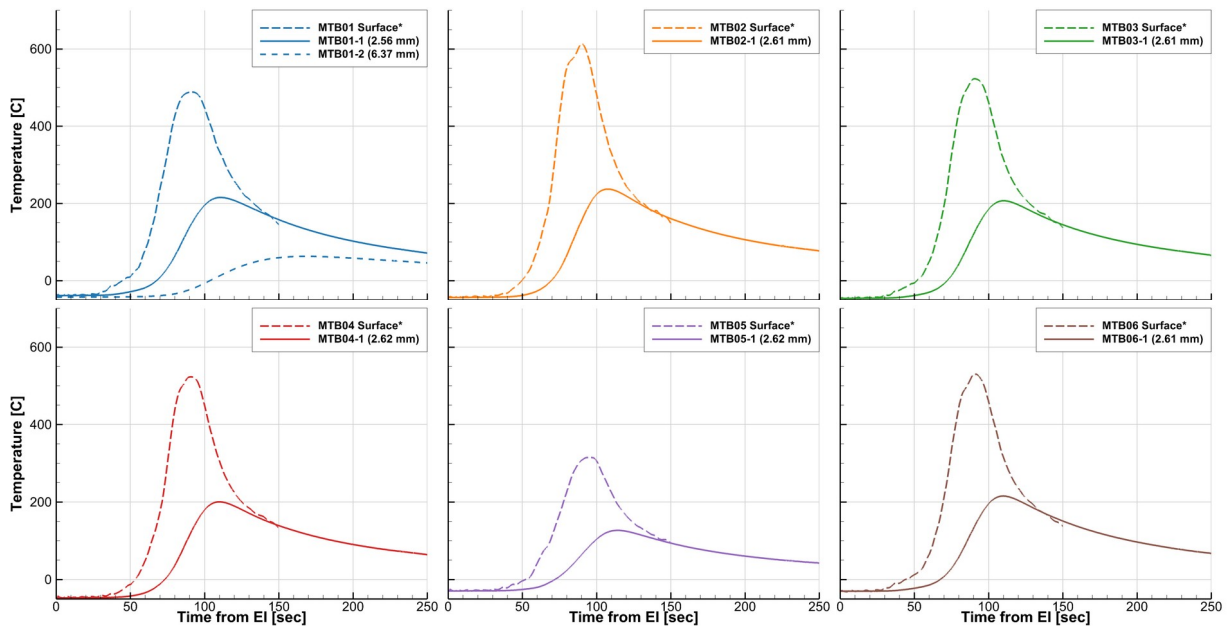 MTB01 Surface*
MTB01-1 (2.56 mm)
MTB01-2 (6.37 mm)
MTB02 Surface*
MTB02-1 (2.61 mm)
MTB03 Surface*
MTB03-1 (2.61 mm)
600
400
200
0
Temperature [C]
MTB04 Surface*
MTB04-1 (2.62 mm)
MTB05 Surface*
MTB05-1 (2.62 mm)
MTB06 Surface*
MTB06-1 (2.61 mm)
600
400
200
0
Temperature [C]
0 50 100 150 200 250
0 50 100 150 200 250
0 50 100 150 200 250
Time from EI [sec]
Time from EI [sec]
Time from EI [sec]